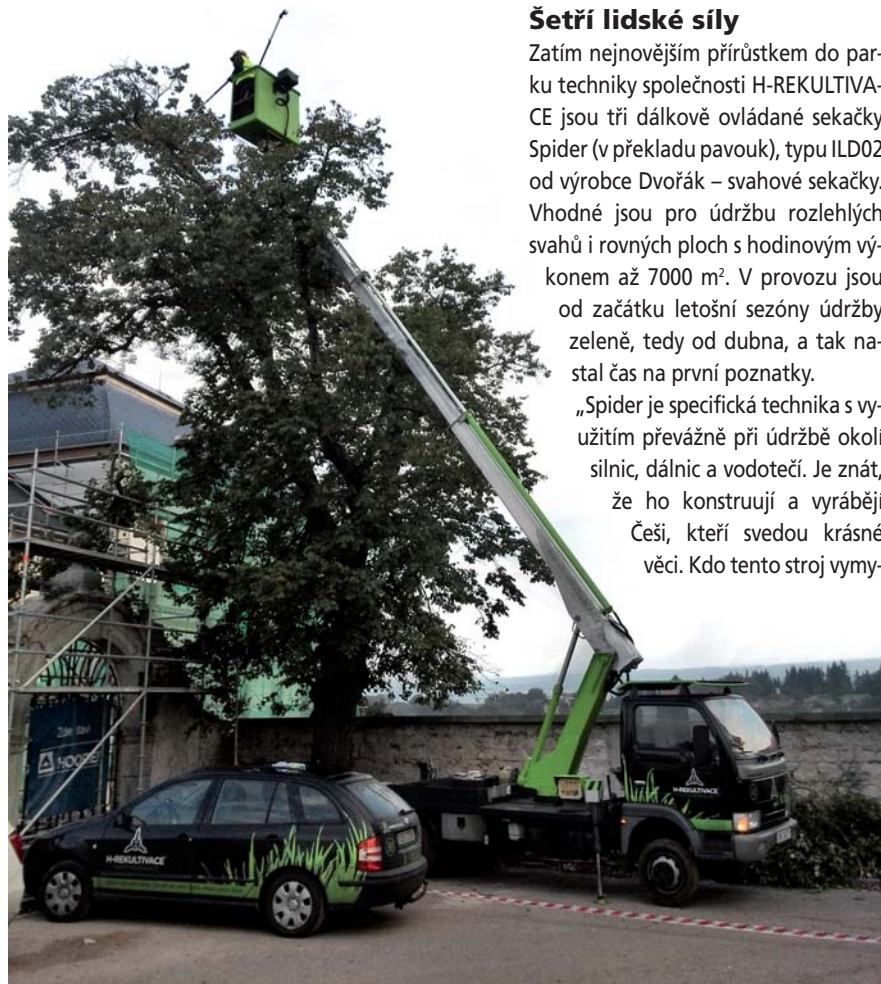 Šetří lidské síly
Zatím nejnovějším přírůstkem do par-
ku techniky společnosti H-REKULTIVA-
CE jsou tři dálkově ovládané sekačky
Spider (v překladu pavouk), typu ILD02
od výrobce Dvořák – svahové sekačky.
Vhodné jsou pro údržbu rozlehlých
svahů i rovných ploch s hodinovým vý-
konem až 7000 m². V provozu jsou
od začátku letošní sezóny údržby
zeleně, tedy od dubna, a tak na-
stal čas na první poznatky.
„Spider je specifická technika s vy-
užitím převážně při údržbě okolí
silnic, dálnic a vodotečí. Je znát,
že ho konstruují a vyrábějí
Češi, kteří svedou krásné
věci. Kdo tento stroj vymy-
H-REKULTIVACE
H-REKULTIVACE